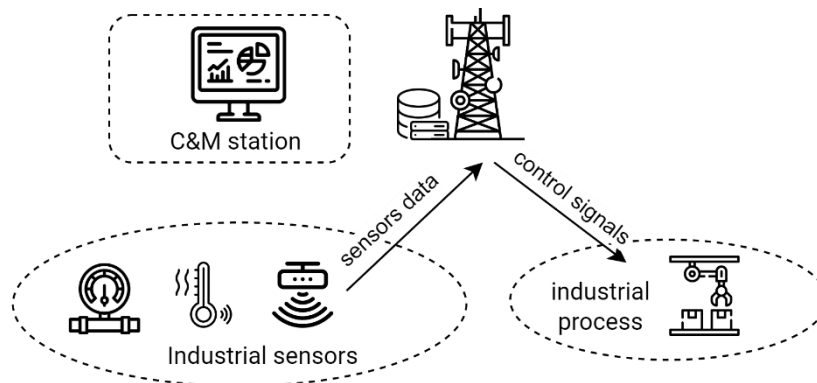 C&M station
sensors data
control signals
industrial
process
Industrial sensors